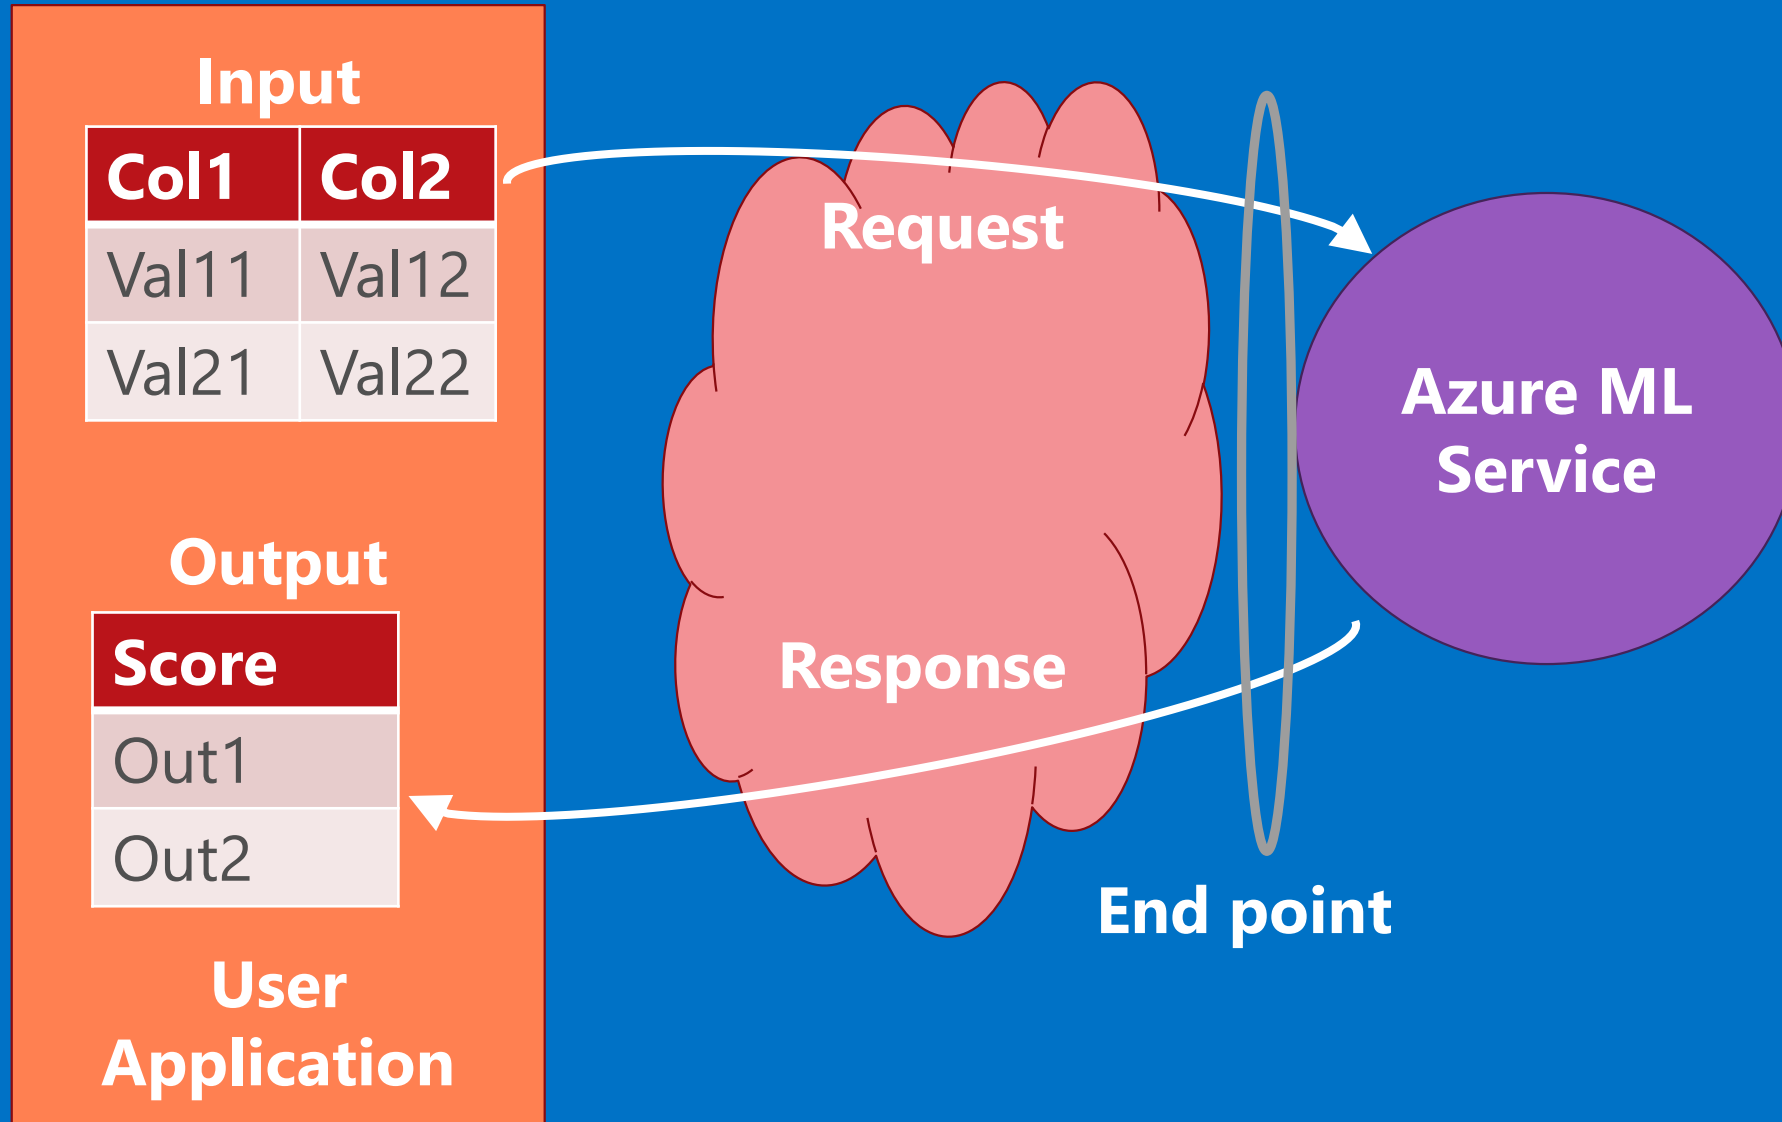 Input
Col1 Col2
Val11 Val12
Val21 Val22
Output
Score
Out1
Out2
User
Application
Request
Response
End point
Azure ML
Service